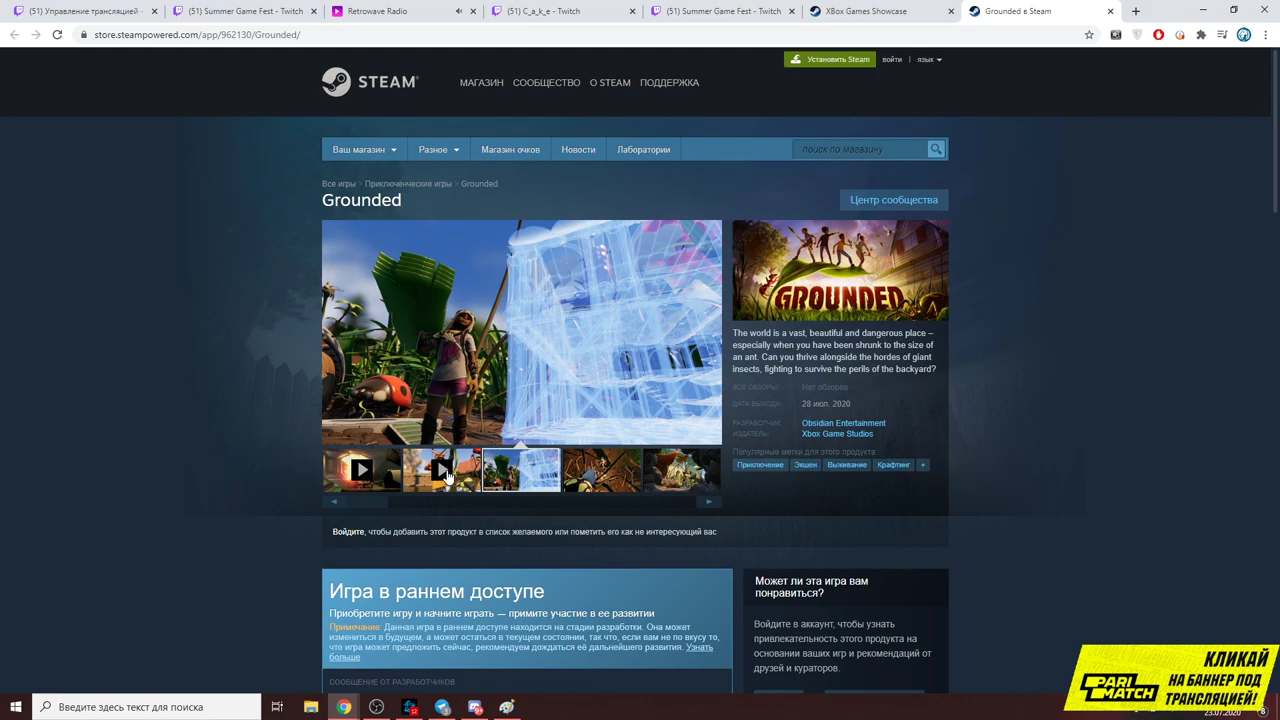 (51) Управление трансляцией
(51) Summer Game Fest - Twitch
(51) C_a_k_e - Twitch
(51) C_a_k_e - Twitch
Steam Games Showcase
Xbox Games Showcase
Grounded в Steam
store.steampowered.com/app/962130/Grounded/
Установить Steam
войти | язык
STEAM
МАГАЗИН СООБЩЕСТВО О STEAM ПОДДЕРЖКА
Ваш магазин Разное Магазин очков Новости Лаборатории поиск по магазину
Все игры > Приключенческие игры > Grounded
Grounded
Центр сообщества
GROUNDED
The world is a vast, beautiful and dangerous place –
especially when you have been shrunk to the size of
an ant. Can you thrive alongside the hordes of giant
insects, fighting to survive the perils of the backyard?
ВСЕ ОБЗОРЫ: Нет обзоров
ДАТА ВЫХОДА: 28 июл. 2020
РАЗРАБОТЧИК: Obsidian Entertainment
ИЗДАТЕЛЬ: Xbox Game Studios
Популярные метки для этого продукта:
Приключение Экшен Выживание Крафтинг +
Войдите, чтобы добавить этот продукт в список желаемого или пометить его как не интересующий вас
Игра в раннем доступе
Приобретите игру и начните играть — примите участие в ее развитии
Примечание: Данная игра в раннем доступе находится на стадии разработки. Она может
измениться в будущем, а может остаться в текущем состоянии, так что, если вам не по вкусу то,
что игра может предложить сейчас, рекомендуем дождаться её дальнейшего развития. Узнать
больше
СООБЩЕНИЕ ОТ РАЗРАБОТЧИКОВ
Может ли эта игра вам
понравиться?
Войдите в аккаунт, чтобы узнать
привлекательность этого продукта на
основании ваших игр и рекомендаций от
друзей и кураторов.
КЛИКАЙ
НА БАННЕР ПОД
ТРАНСЛЯЦИЕЙ!
PARI
MATCH
Введите здесь текст для поиска
12
23.07.2020
8